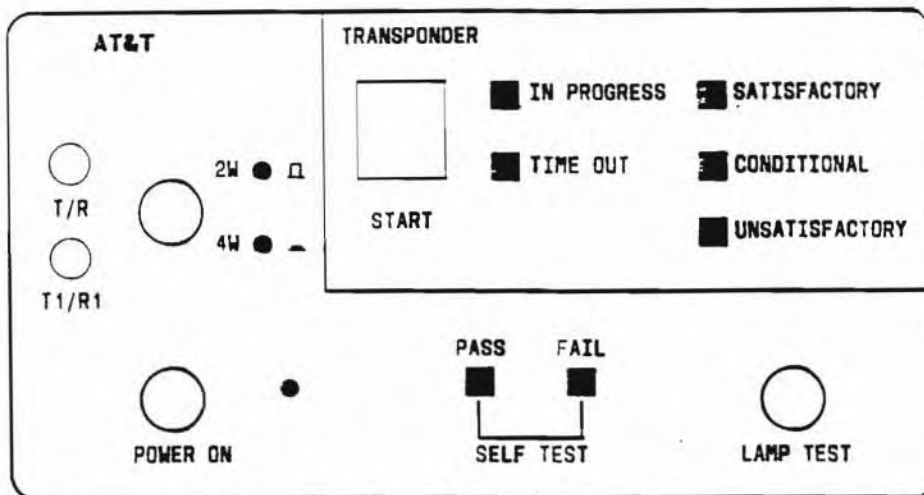 AT&T
TRANSPONDER
IN PROGRESS
SATISFACTORY
2W
TIME OUT
CONDITIONAL
T/R
START
4W
UNSATISFACTORY
T1/R1
PASS
FAIL
POWER ON
SELF TEST
LAMP TEST